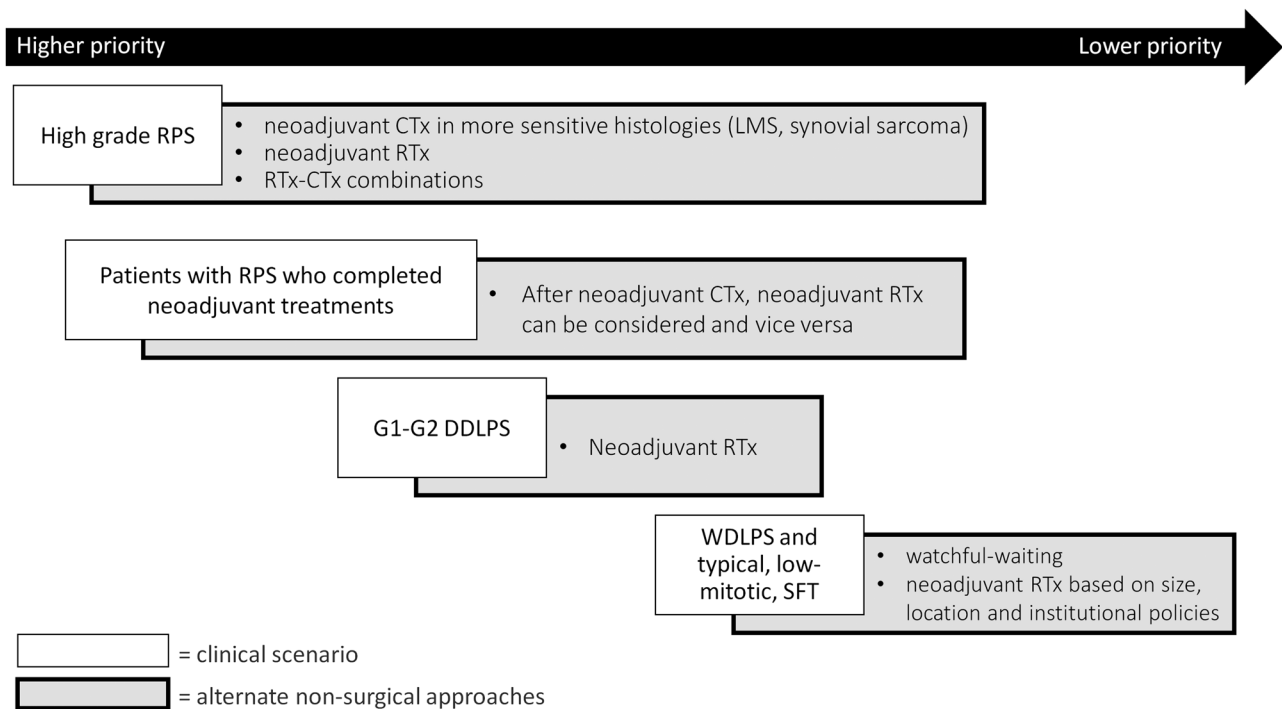 Higher priority
Lower priority
High grade RPS
• neoadjuvant CTx in more sensitive histologies (LMS, synovial sarcoma)
• neoadjuvant RTx
• RTx-CTx combinations
Patients with RPS who completed
neoadjuvant treatments
• After neoadjuvant CTx, neoadjuvant RTx
can be considered and vice versa
G1-G2 DDLPS
• Neoadjuvant RTx
WDLPS and
typical, low-
mitotic, SFT
• watchful-waiting
• neoadjuvant RTx based on size,
location and institutional policies
= clinical scenario
= alternate non-surgical approaches